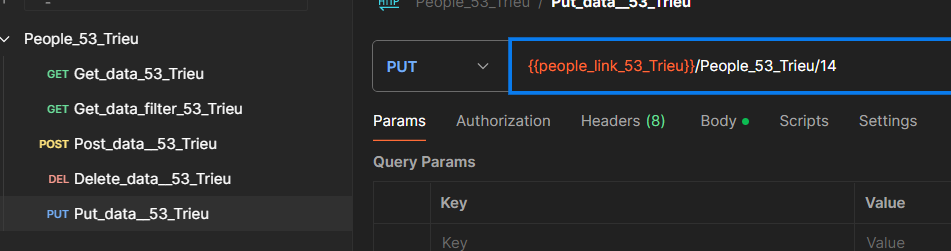 People_53_Trieu
GET Get_data_53_Trieu
GET Get_data_filter_53_Trieu
POST Post_data__53_Trieu
DEL Delete_data__53_Trieu
PUT Put_data__53_Trieu
HTTP People_53_Trieu / Put_data__53_Trieu
PUT {{people_link_53_Trieu}}/People_53_Trieu/14
Params Authorization Headers (8) Body Scripts Settings
Query Params
Key Value
Key Value